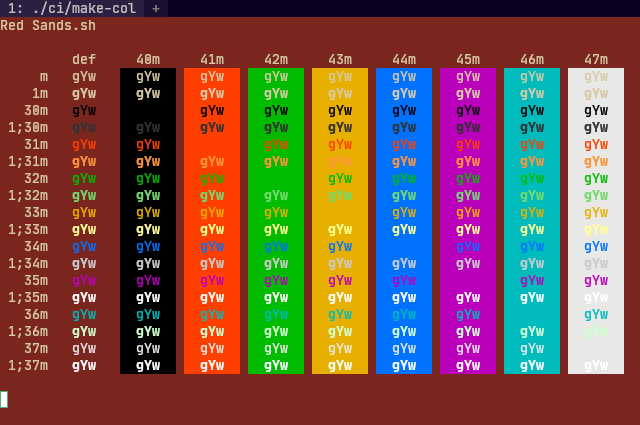 1: ./ci/make-col +
Red Sands.sh
def 40m 41m 42m 43m 44m 45m 46m 47m
m gYw gYw gYw gYw gYw gYw gYw gYw gYw
1m gYw gYw gYw gYw gYw gYw gYw gYw gYw
30m gYw gYw gYw gYw gYw gYw gYw gYw
1;30m gYw gYw gYw gYw gYw gYw gYw gYw gYw
31m gYw gYw gYw gYw gYw gYw gYw gYw
1;31m gYw gYw gYw gYw gYw gYw gYw gYw gYw
32m gYw gYw gYw gYw gYw gYw gYw gYw
1;32m gYw gYw gYw gYw gYw gYw gYw gYw gYw
33m gYw gYw gYw gYw gYw gYw gYw gYw
1;33m gYw gYw gYw gYw gYw gYw gYw gYw gYw
34m gYw gYw gYw gYw gYw gYw gYw gYw
1;34m gYw gYw gYw gYw gYw gYw gYw gYw gYw
35m gYw gYw gYw gYw gYw gYw gYw gYw
1;35m gYw gYw gYw gYw gYw gYw gYw gYw gYw
36m gYw gYw gYw gYw gYw gYw gYw gYw
1;36m gYw gYw gYw gYw gYw gYw gYw gYw gYw
37m gYw gYw gYw gYw gYw gYw gYw gYw
1;37m gYw gYw gYw gYw gYw gYw gYw gYw gYw